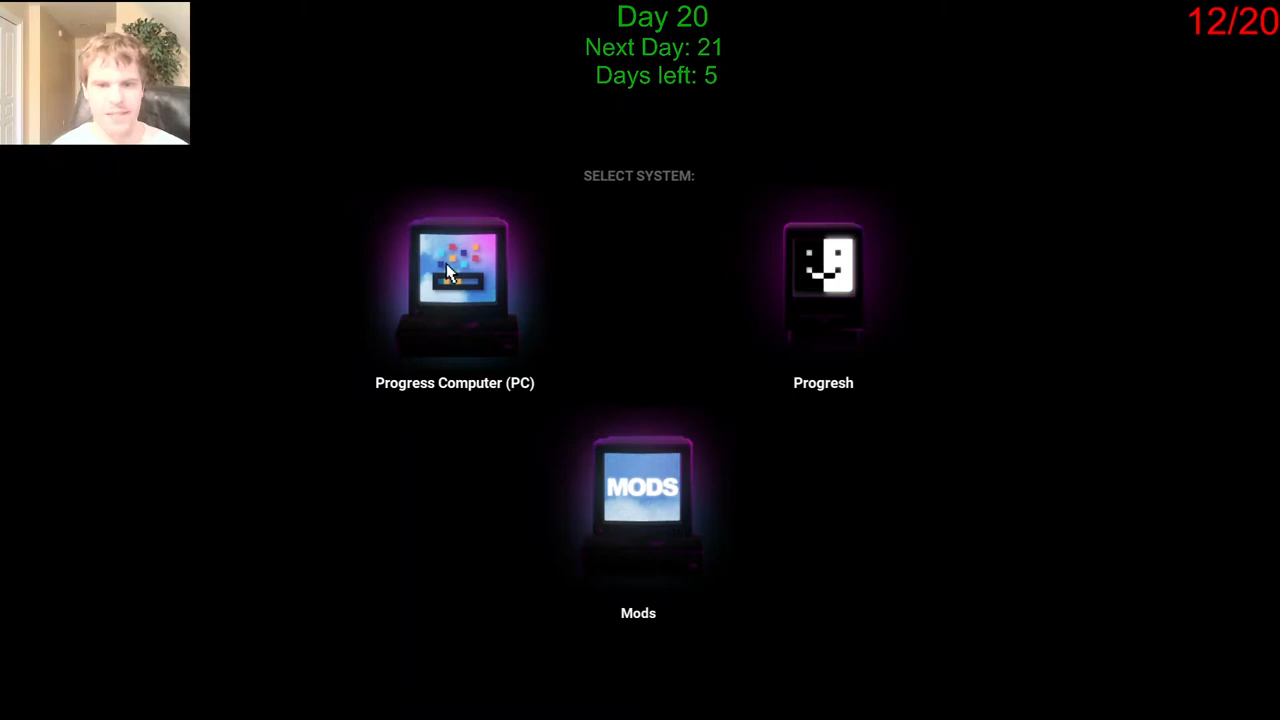 Day 20
Next Day: 21
Days left: 5
12/20
SELECT SYSTEM:
Progress Computer (PC)
Progresh
MODS
Mods